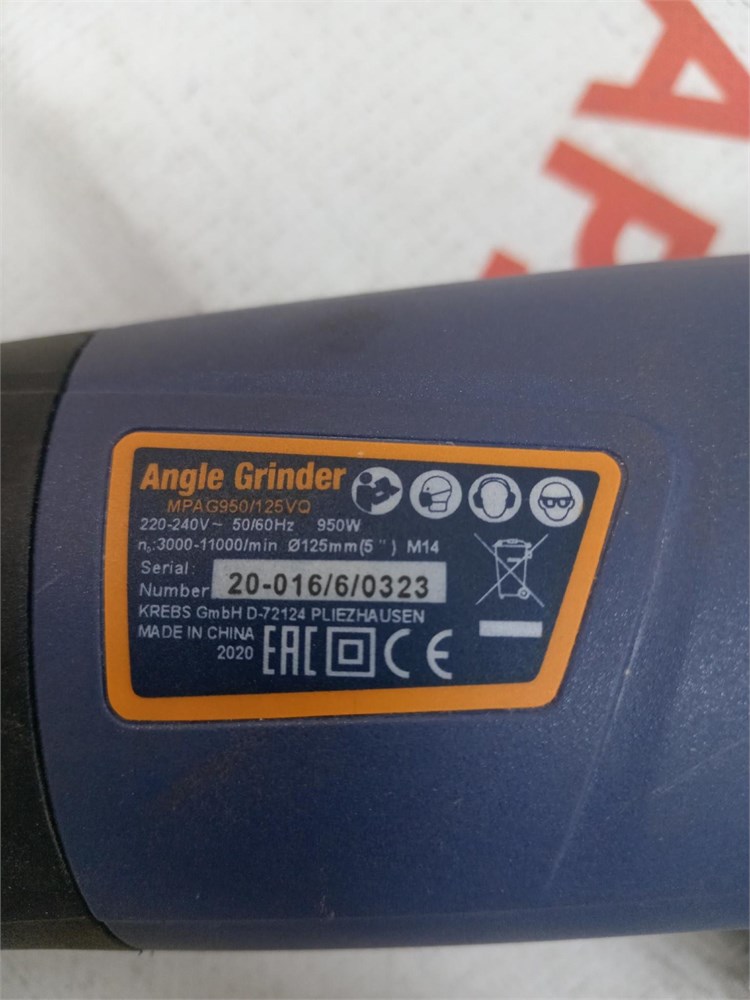 AP
Angle Grinder
MPAG950/125VQ
220-240V~ 50/60Hz 950W
n₀:3000-11000/min Ø125mm(5") M14
Serial:
Number 20-016/6/0323
KREBS GmbH D-72124 PLIEZHAUSEN
MADE IN CHINA
2020 EAC CE